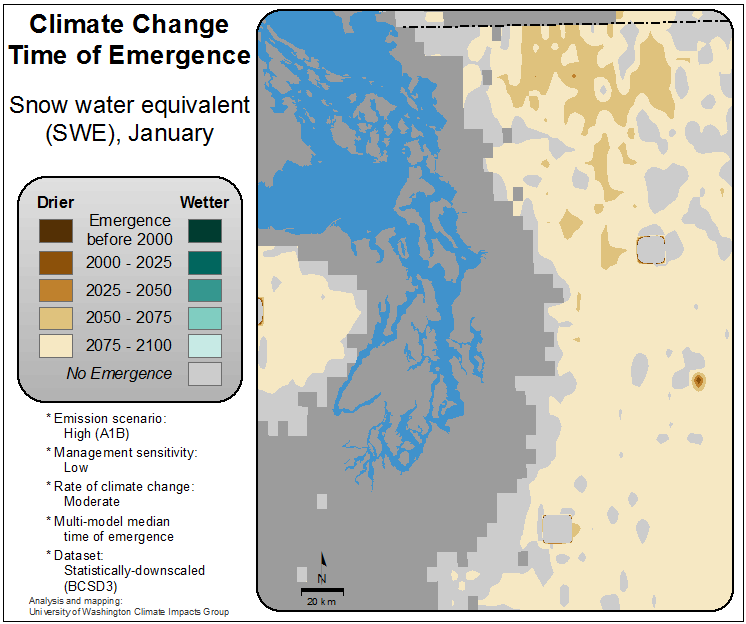 Climate Change
Time of Emergence
Snow water equivalent
(SWE), January
Drier
Wetter
Emergence
before 2000
2000 - 2025
2025 - 2050
2050 - 2075
2075 - 2100
No Emergence
* Emission scenario:
High (A1B)
* Management sensitivity:
Low
* Rate of climate change:
Moderate
* Multi-model median
time of emergence
* Dataset:
Statistically-downscaled
(BCSD3)
Analysis and mapping:
University of Washington Climate Impacts Group
N
20 km